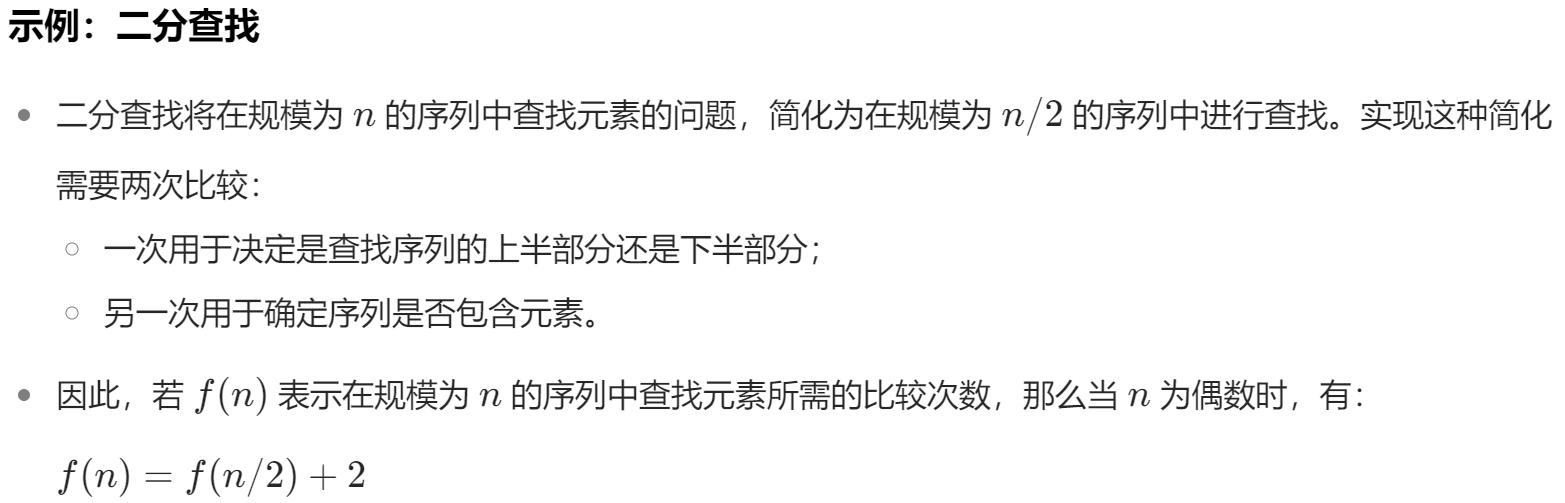 示例：二分查找
二分查找将在规模为 n 的序列中查找元素的问题，简化为在规模为 n/2 的序列中进行查找。实现这种简化
需要两次比较：
一次用于决定是查找序列的上半部分还是下半部分；
另一次用于确定序列是否包含元素。
因此，若 f(n) 表示在规模为 n 的序列中查找元素所需的比较次数，那么当 n 为偶数时，有：
f(n) = f(n/2) + 2